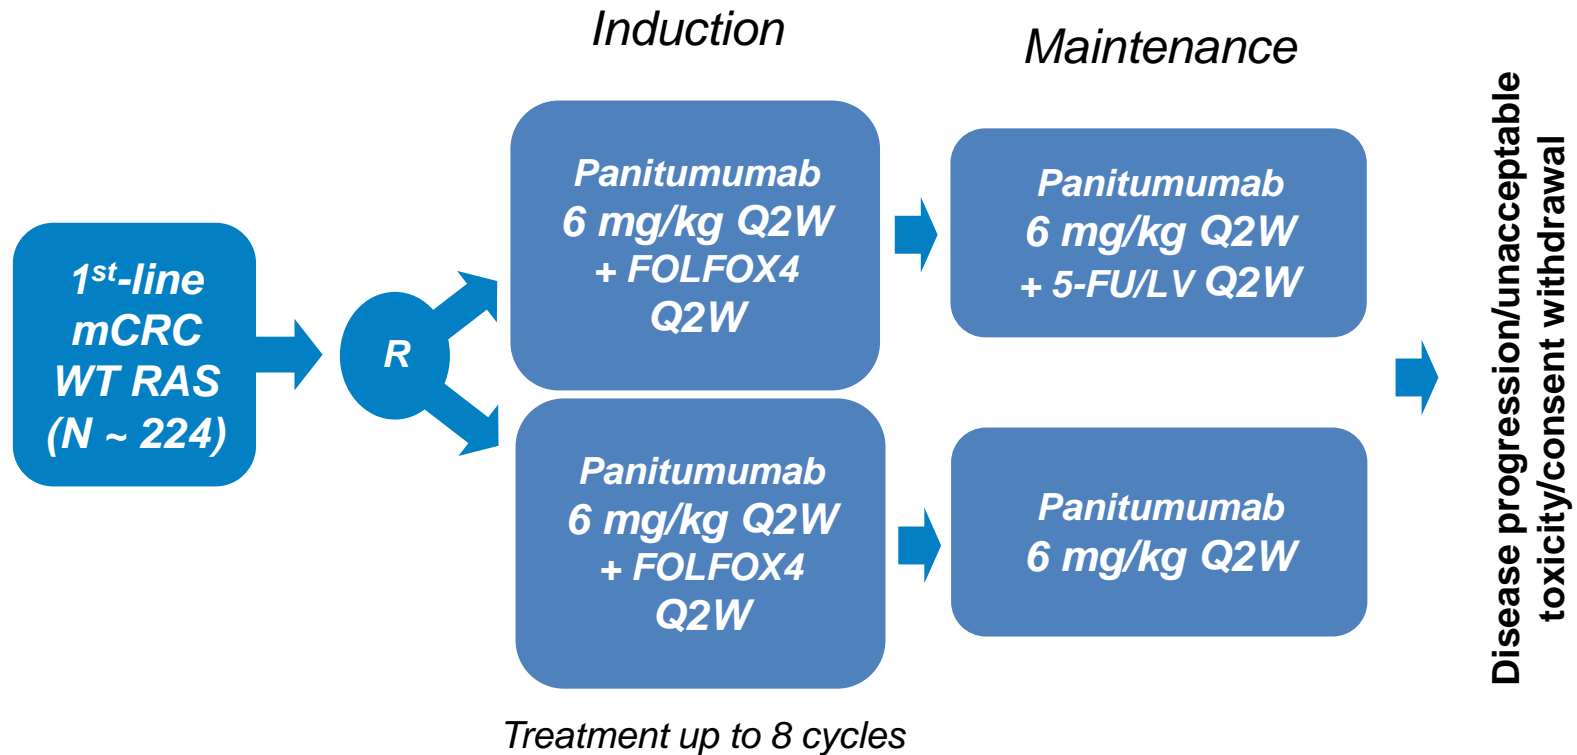 Induction
Maintenance
1st-line
mCRC
WT RAS
(N ~ 224)
R
Panitumumab
6 mg/kg Q2W
+ FOLFOX4
Q2W
Panitumumab
6 mg/kg Q2W
+ 5-FU/LV Q2W
Panitumumab
6 mg/kg Q2W
+ FOLFOX4
Q2W
Panitumumab
6 mg/kg Q2W
Disease progression/unacceptable
toxicity/consent withdrawal
Treatment up to 8 cycles